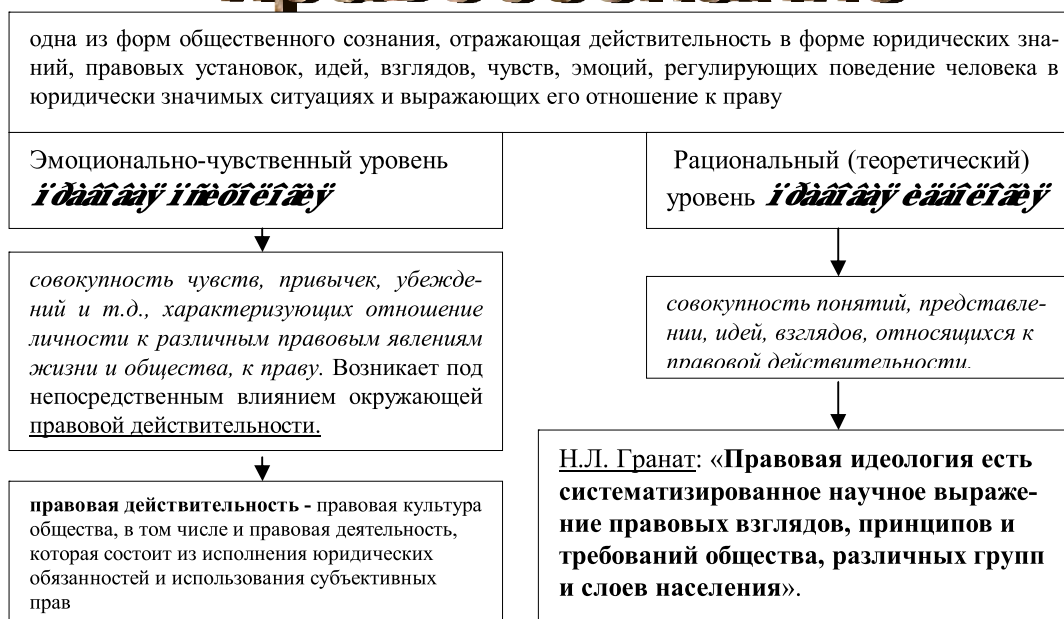 одна из форм общественного сознания, отражающая действительность в форме юридических зна-
ний, правовых установок, идей, взглядов, чувств, эмоций, регулирующих поведение человека в
юридически значимых ситуациях и выражающих его отношение к праву
Эмоционально-чувственный уровень
ïðàâîâàÿ ïñèõîëîãèÿ
совокупность чувств, привычек, убежде-
ний и т.д., характеризующих отношение
личности к различным правовым явлениям
жизни и общества, к праву. Возникает под
непосредственным влиянием окружающей
правовой действительности.
правовая действительность - правовая культура
общества, в том числе и правовая деятельность,
которая состоит из исполнения юридических
обязанностей и использования субъективных
прав
Рациональный (теоретический)
уровень ïðàâîâàÿ èäåîëîãèÿ
совокупность понятий, представле-
нии, идей, взглядов, относящихся к
правовой действительности.
Н.Л. Гранат: «Правовая идеология есть
систематизированное научное выраже-
ние правовых взглядов, принципов и
требований общества, различных групп
и слоев населения».